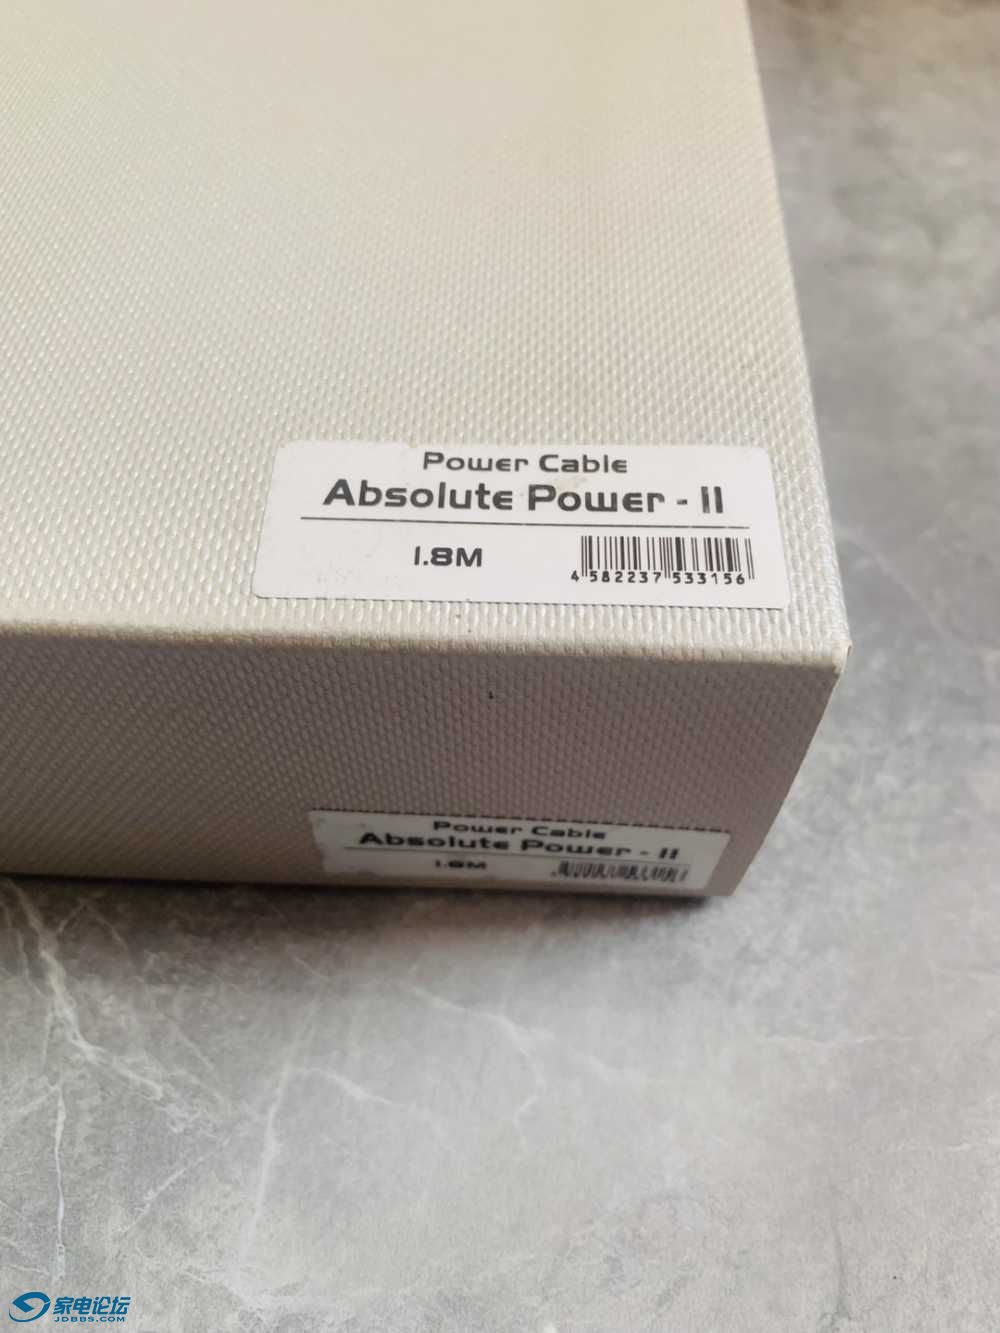 Power Cable
Absolute Power - II
1.8M
4 582237 533156
Power Cable
Absolute Power - II
1.8M
家电论坛
JDBBS.COM